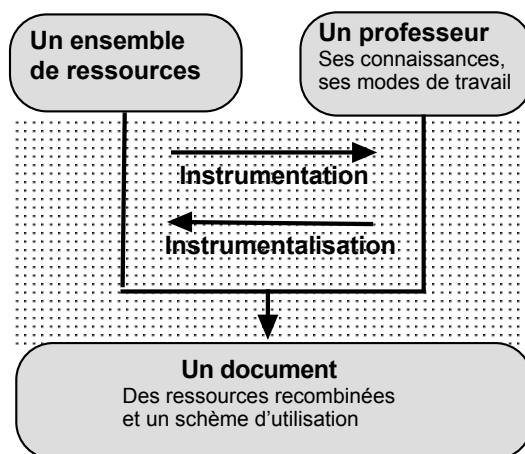 Un ensemble
de ressources
Un professeur
Ses connaissances,
ses modes de travail
Instrumentation
Instrumentalisation
Un document
Des ressources recombinées
et un schème d'utilisation